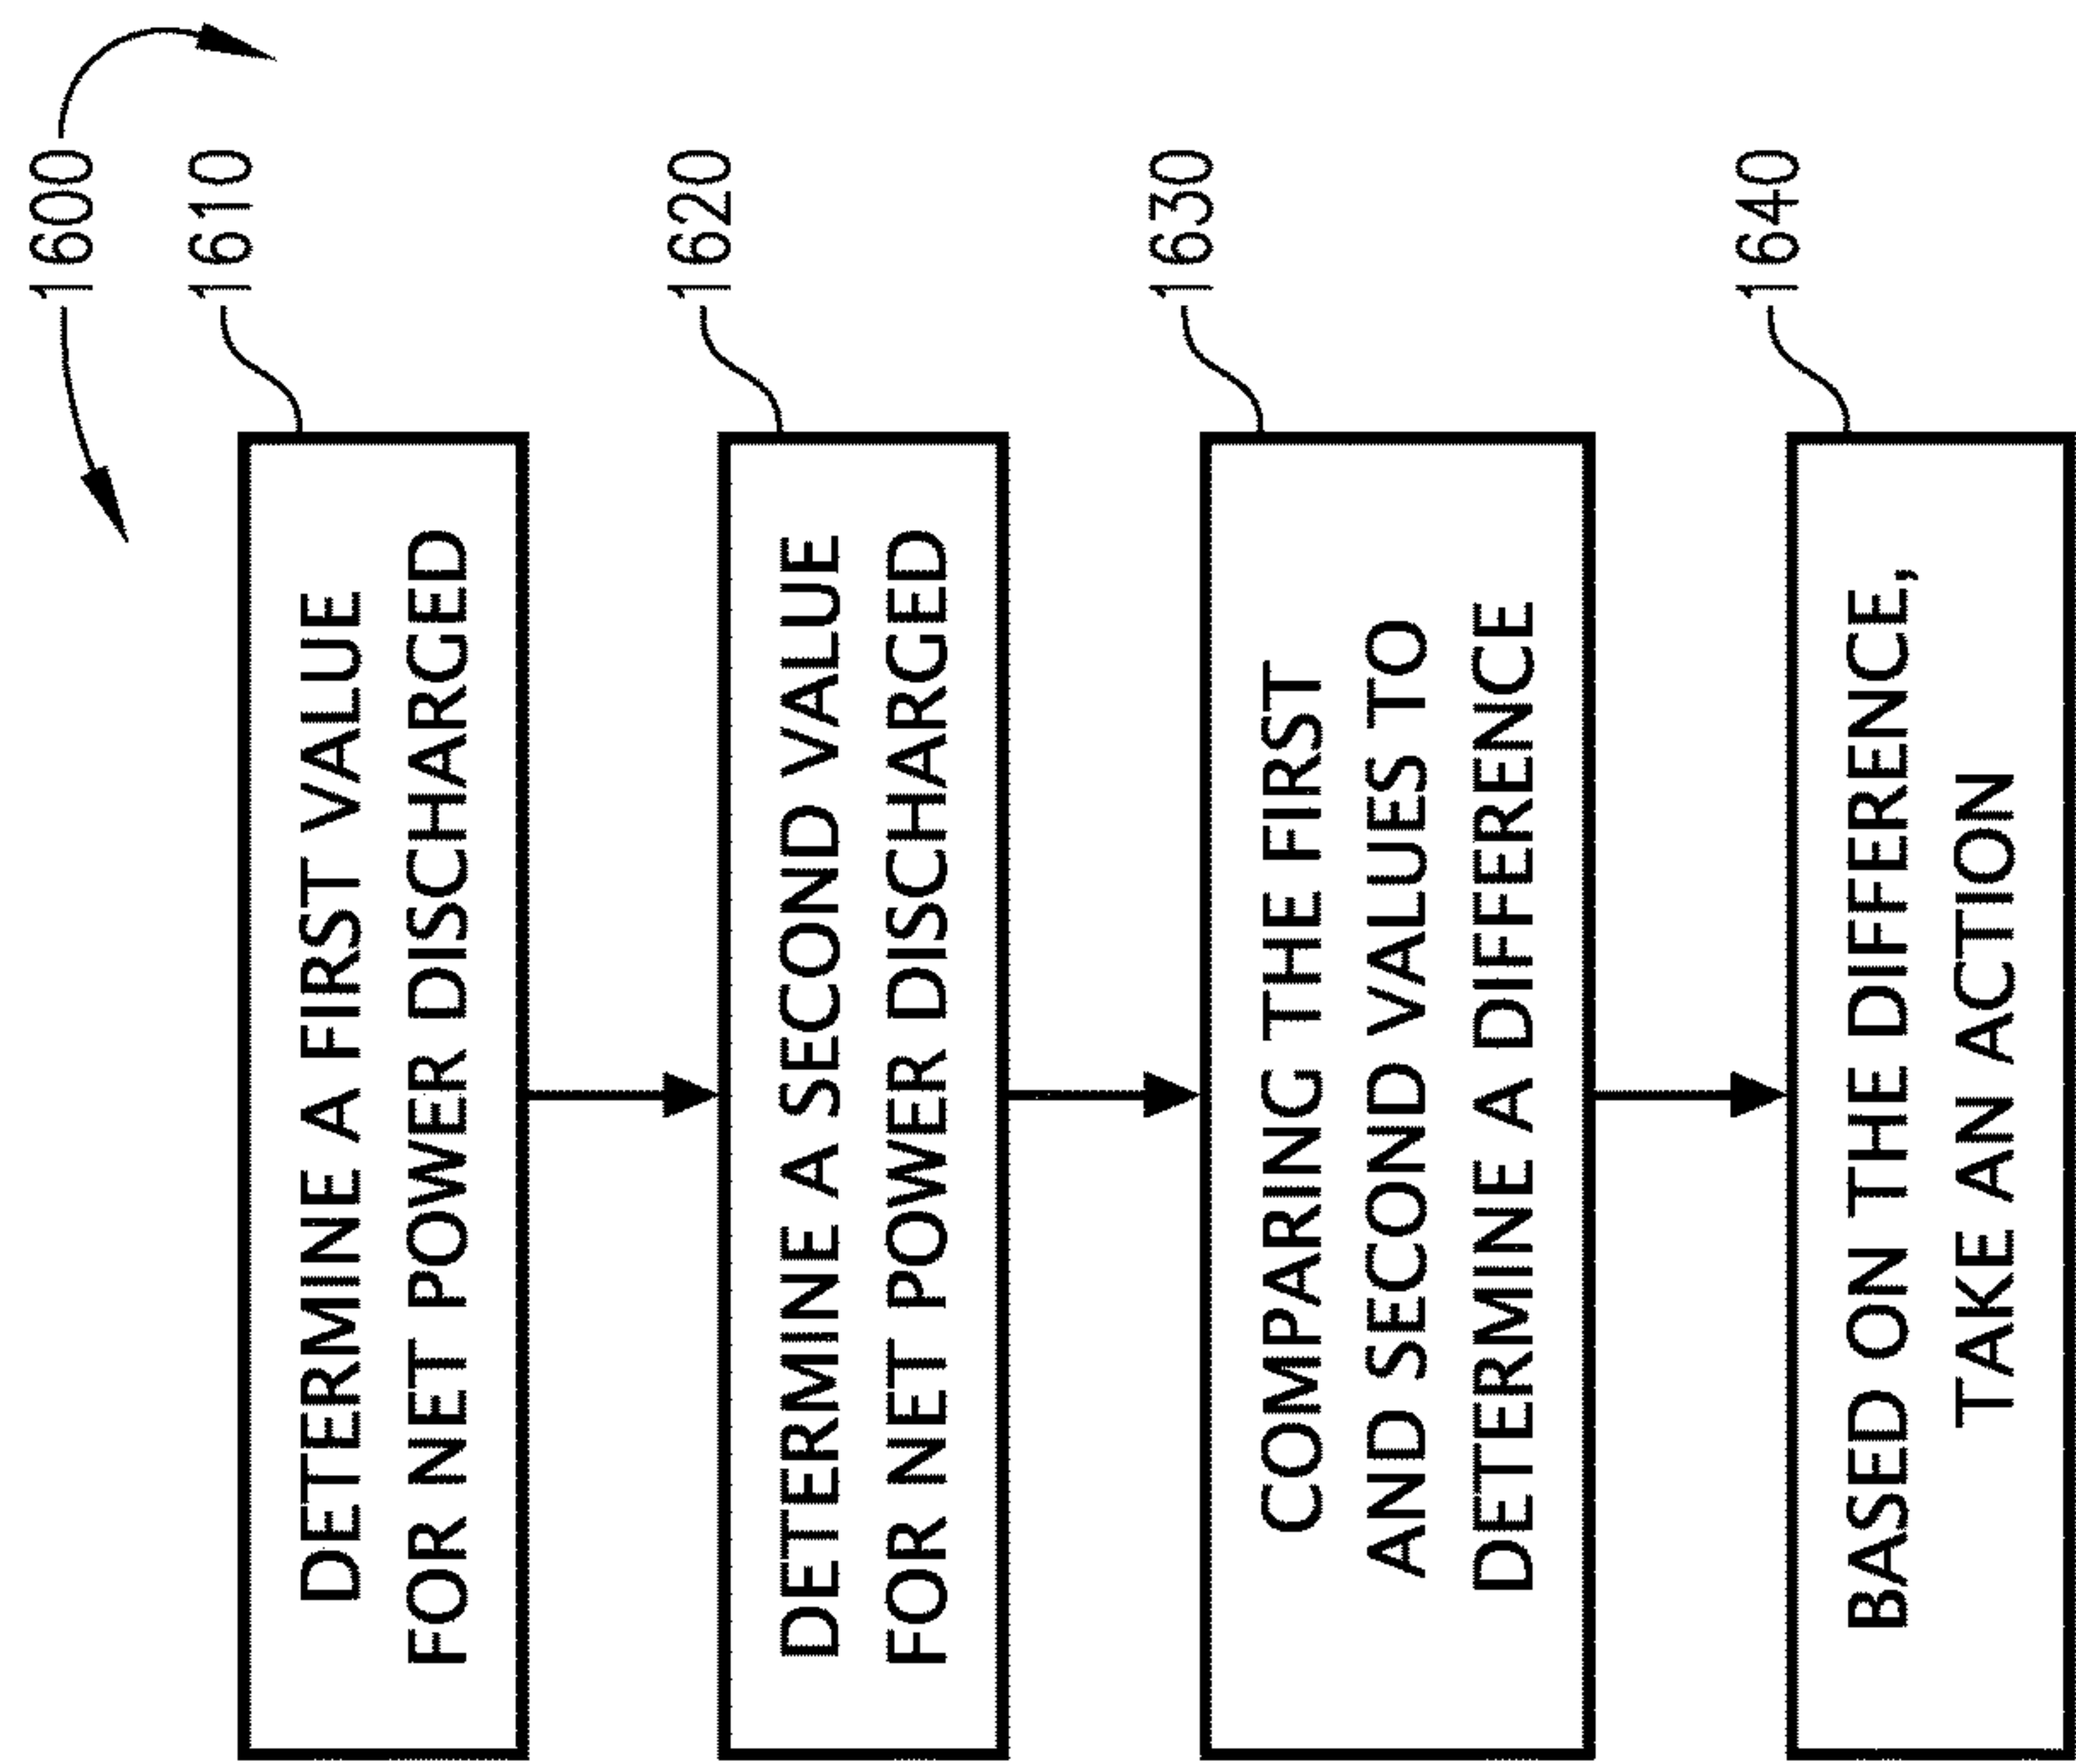 1600
1610
DETERMINE A FIRST VALUE
FOR NET POWER DISCHARGED
1620
DETERMINE A SECOND VALUE
FOR NET POWER DISCHARGED
1630
COMPARING THE FIRST
AND SECOND VALUES TO
DETERMINE A DIFFERENCE
1640
BASED ON THE DIFFERENCE,
TAKE AN ACTION